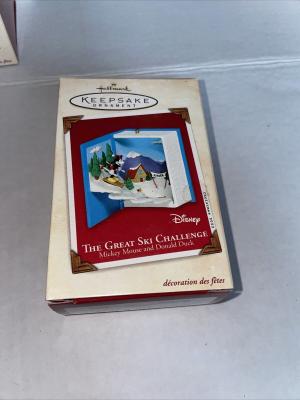 Hallmark
KEEPSAKE
ORNAMENT
Disney
THE GREAT SKI CHALLENGE
Mickey Mouse and Donald Duck
décoration des fêtes